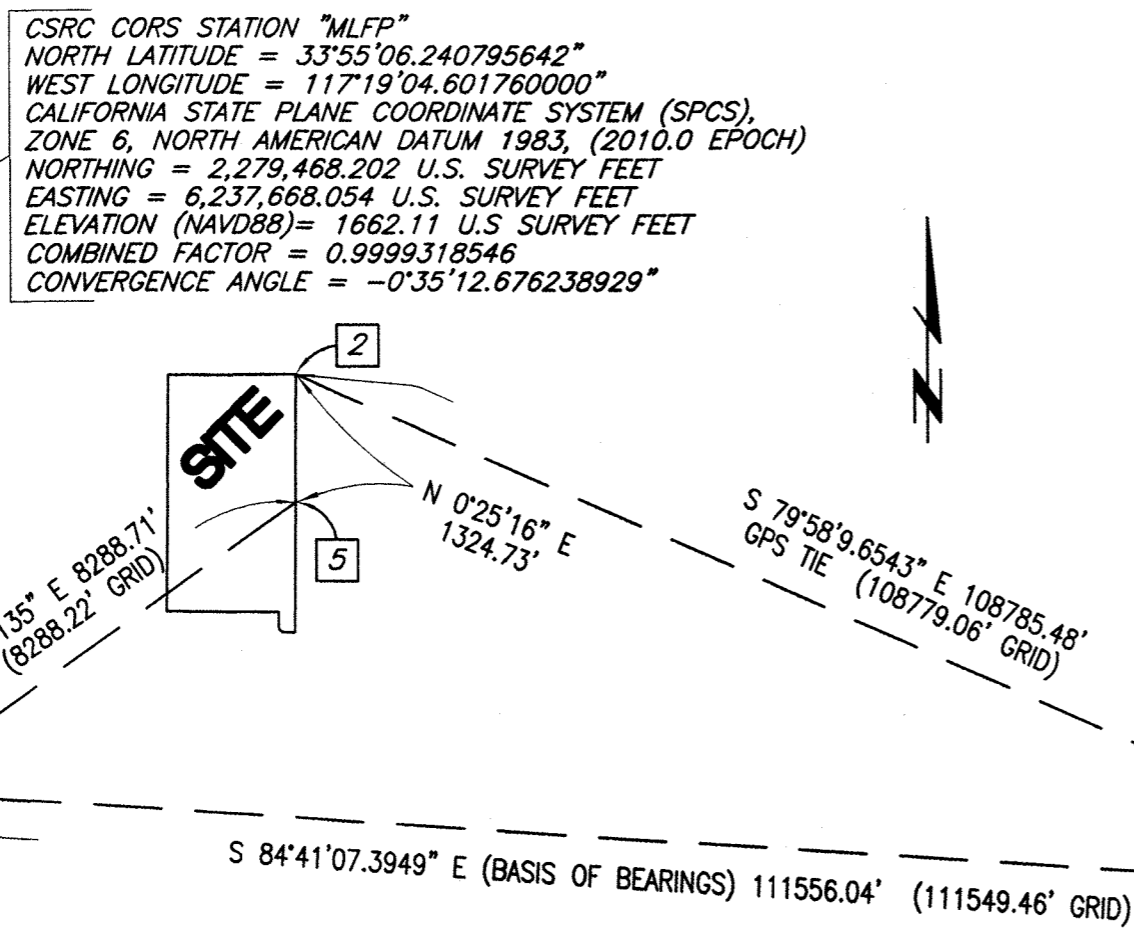 CSRC CORS STATION "MLFP"
NORTH LATITUDE = 33°55'06.240795642"
WEST LONGITUDE = 117°19'04.601760000"
CALIFORNIA STATE PLANE COORDINATE SYSTEM (SPCS),
ZONE 6, NORTH AMERICAN DATUM 1983, (2010.0 EPOCH)
NORTHING = 2,279,468.202 U.S. SURVEY FEET
EASTING = 6,237,668.054 U.S. SURVEY FEET
ELEVATION (NAVD88)= 1662.11 U.S SURVEY FEET
COMBINED FACTOR = 0.9999318546
CONVERGENCE ANGLE = -0°35'12.676238929"
2
SITE
N
N 0°25'16" E
1324.73'
5
S 79°58'9.6543" E 108785.48'
GPS TIE (108779.06' GRID)
135" E 8288.71'
(8288.22' GRID)
S 84°41'07.3949" E (BASIS OF BEARINGS) 111556.04' (111549.46' GRID)